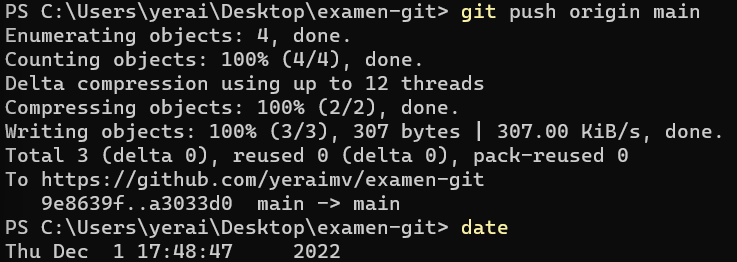 PS C:\Users\yerai\Desktop\examen-git> git push origin main
Enumerating objects: 4, done.
Counting objects: 100% (4/4), done.
Delta compression using up to 12 threads
Compressing objects: 100% (2/2), done.
Writing objects: 100% (3/3), 307 bytes | 307.00 KiB/s, done.
Total 3 (delta 0), reused 0 (delta 0), pack-reused 0
To https://github.com/yeraimv/examen-git
   9e8639f..a3033d0  main -> main
PS C:\Users\yerai\Desktop\examen-git> date
Thu Dec  1 17:48:47     2022